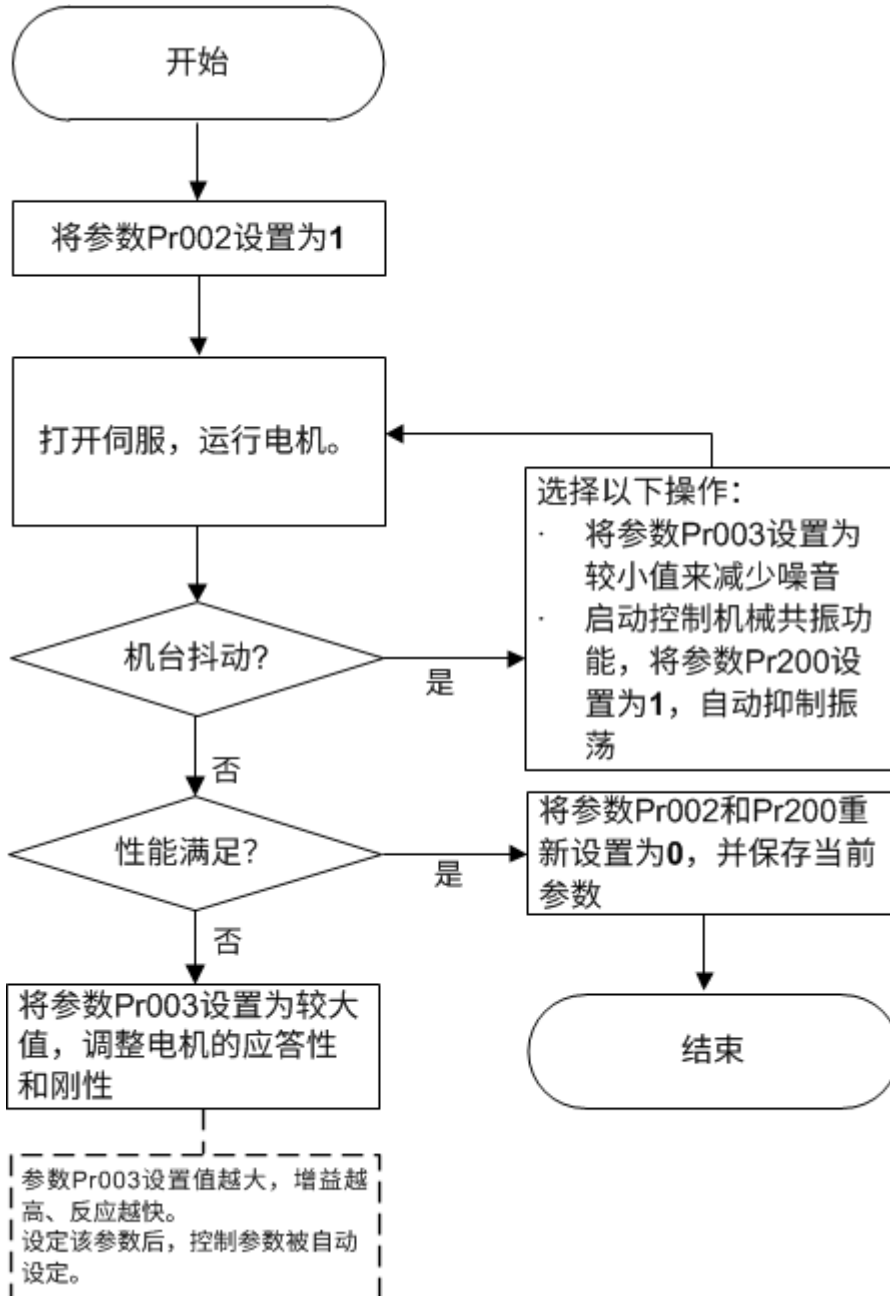 开始
将参数Pr002设置为1
打开伺服，运行电机。
选择以下操作：
· 将参数Pr003设置为
较小值来减少噪音
· 启动控制机械共振功
能，将参数Pr200设
置为1，自动抑制振
荡
机台抖动？
是
否
将参数Pr002和Pr200重
新设置为0，并保存当前
参数
性能满足？
是
否
将参数Pr003设置为较大
值，调整电机的应答性
和刚性
结束
参数Pr003设置值越大，增益越
高、反应越快。
设定该参数后，控制参数被自动
设定。